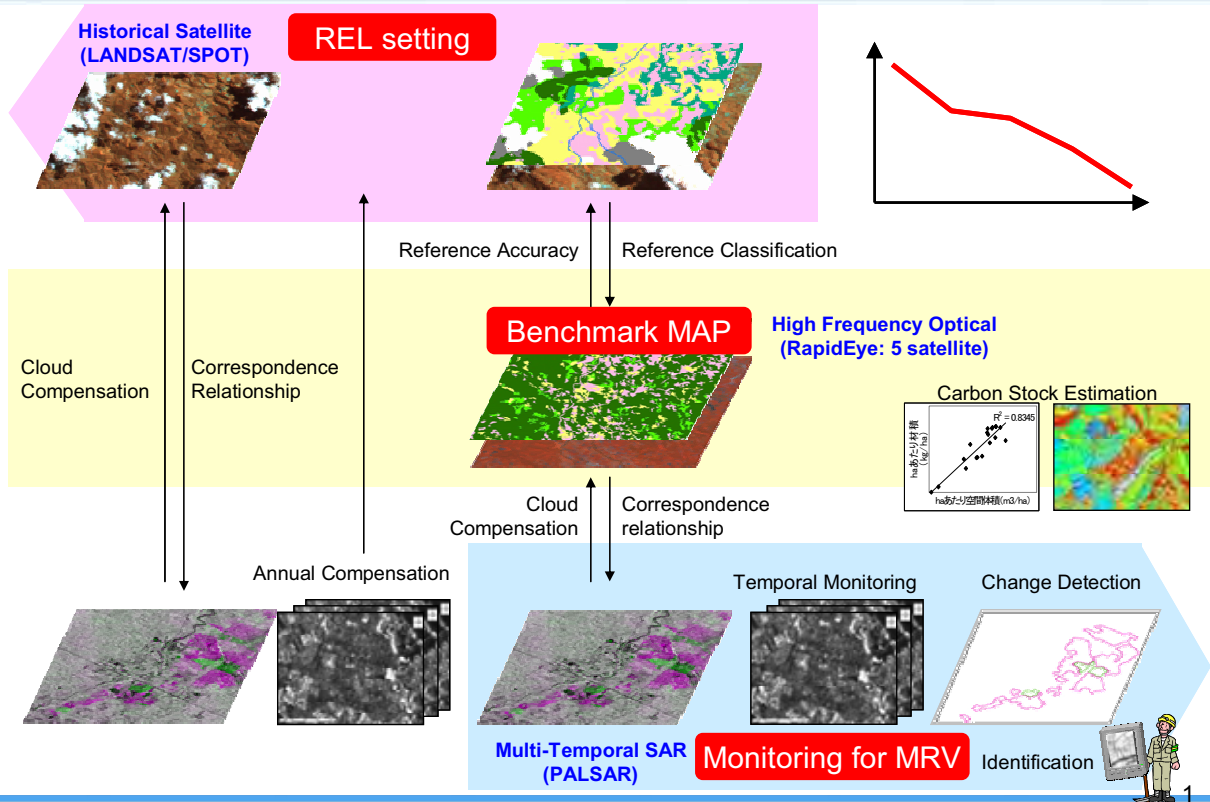 Historical Satellite
(LANDSAT/SPOT)
REL setting
Reference Accuracy
Reference Classification
Cloud
Compensation
Correspondence
Relationship
Benchmark MAP
High Frequency Optical
(RapidEye: 5 satellite)
Carbon Stock Estimation
R² = 0.8345
haあたり材積
(kg/ha)
haあたり空間体積(m3/ha)
Cloud
Compensation
Correspondence
relationship
Annual Compensation
Temporal Monitoring
Change Detection
Multi-Temporal SAR
(PALSAR)
Monitoring for MRV
Identification
1